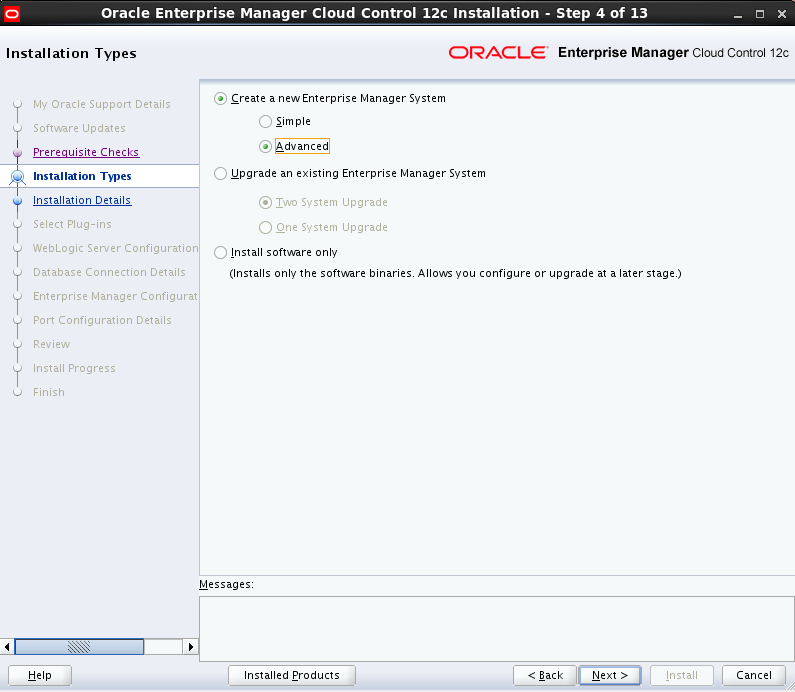 Oracle Enterprise Manager Cloud Control 12c Installation - Step 4 of 13
Installation Types
ORACLE Enterprise Manager Cloud Control 12c
My Oracle Support Details
Software Updates
Prerequisite Checks
Installation Types
Installation Details
Select Plug-ins
WebLogic Server Configuration
Database Connection Details
Enterprise Manager Configurat
Port Configuration Details
Review
Install Progress
Finish
Create a new Enterprise Manager System
Simple
Advanced
Upgrade an existing Enterprise Manager System
Two System Upgrade
One System Upgrade
Install software only
(Installs only the software binaries. Allows you configure or upgrade at a later stage.)
Messages:
Help
Installed Products
< Back
Next >
Install
Cancel